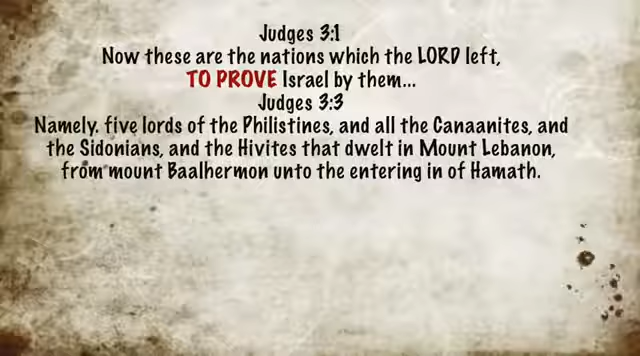 Judges 3:1
Now these are the nations which the LORD left,
TO PROVE Israel by them...
Judges 3:3
Namely. five lords of the Philistines, and all the Canaanites, and
the Sidonians, and the Hivites that dwelt in Mount Lebanon,
from mount Baalhermon unto the entering in of Hamath.